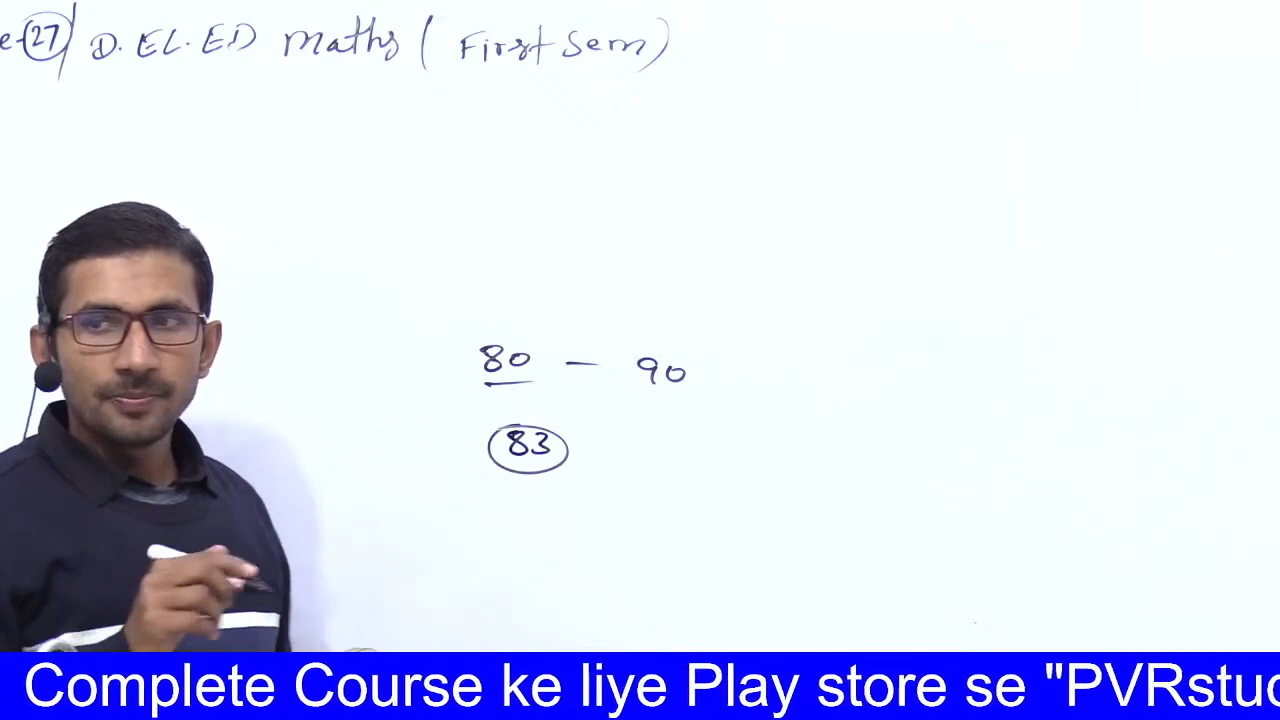 e-27 D.EL.ED Maths ( First Sem)
80 - 90
83
Complete Course ke liye Play store se "PVRstuc